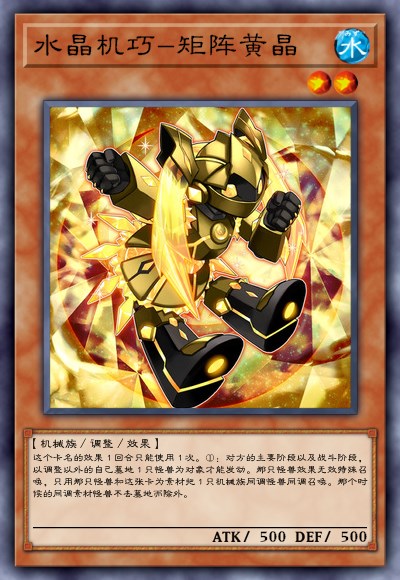 水晶机巧-矩阵黄晶
水
【机械族／调整／效果】
这个卡名的效果1回合只能使用1次。①：对方的主要阶段以及战斗阶段，
以调整以外的自己墓地1只怪兽为对象才能发动。那只怪兽效果无效特殊召
唤，只用那只怪兽和这张卡为素材把1只机械族同调怪兽同调召唤。那个时
候的同调素材怪兽不去墓地而除外。
ATK／ 500 DEF／ 500